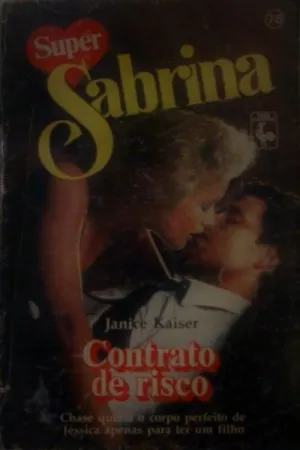 Super
Sabrina
Janice Kaiser
Contrato
de risco
Chase queria o corpo perfeito de
Jéssica apenas para ter um filho